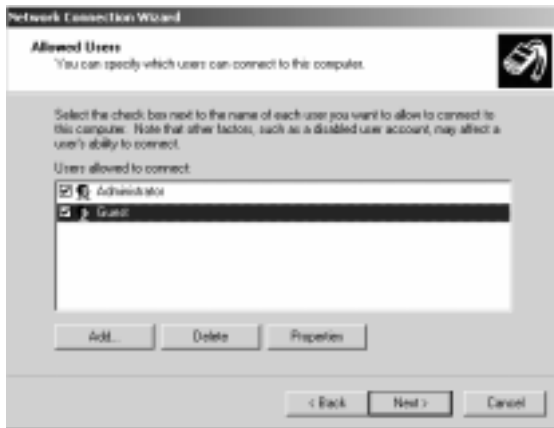 Network Connection Wizard
Allowed Users
You can specify which users can connect to this computer.
Select the check box next to the name of each user you want to allow to connect to
this computer. Note that other factors, such as a disabled user account, may affect a
user's ability to connect.
Users allowed to connect:
Administrator
Guest
Add...
Delete
Properties
< Back
Next >
Cancel